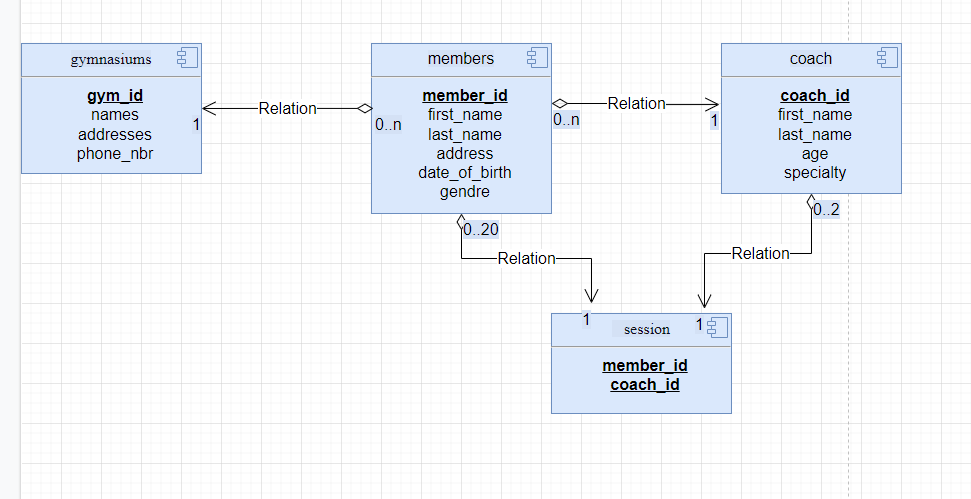 gymnasiums
gym_id
names
addresses
phone_nbr
1
Relation
members
member_id
first_name
last_name
address
date_of_birth
gendre
0..n
0..n
Relation
1
coach
coach_id
first_name
last_name
age
specialty
0..20
Relation
1
0..2
Relation
1
session
member_id
coach_id